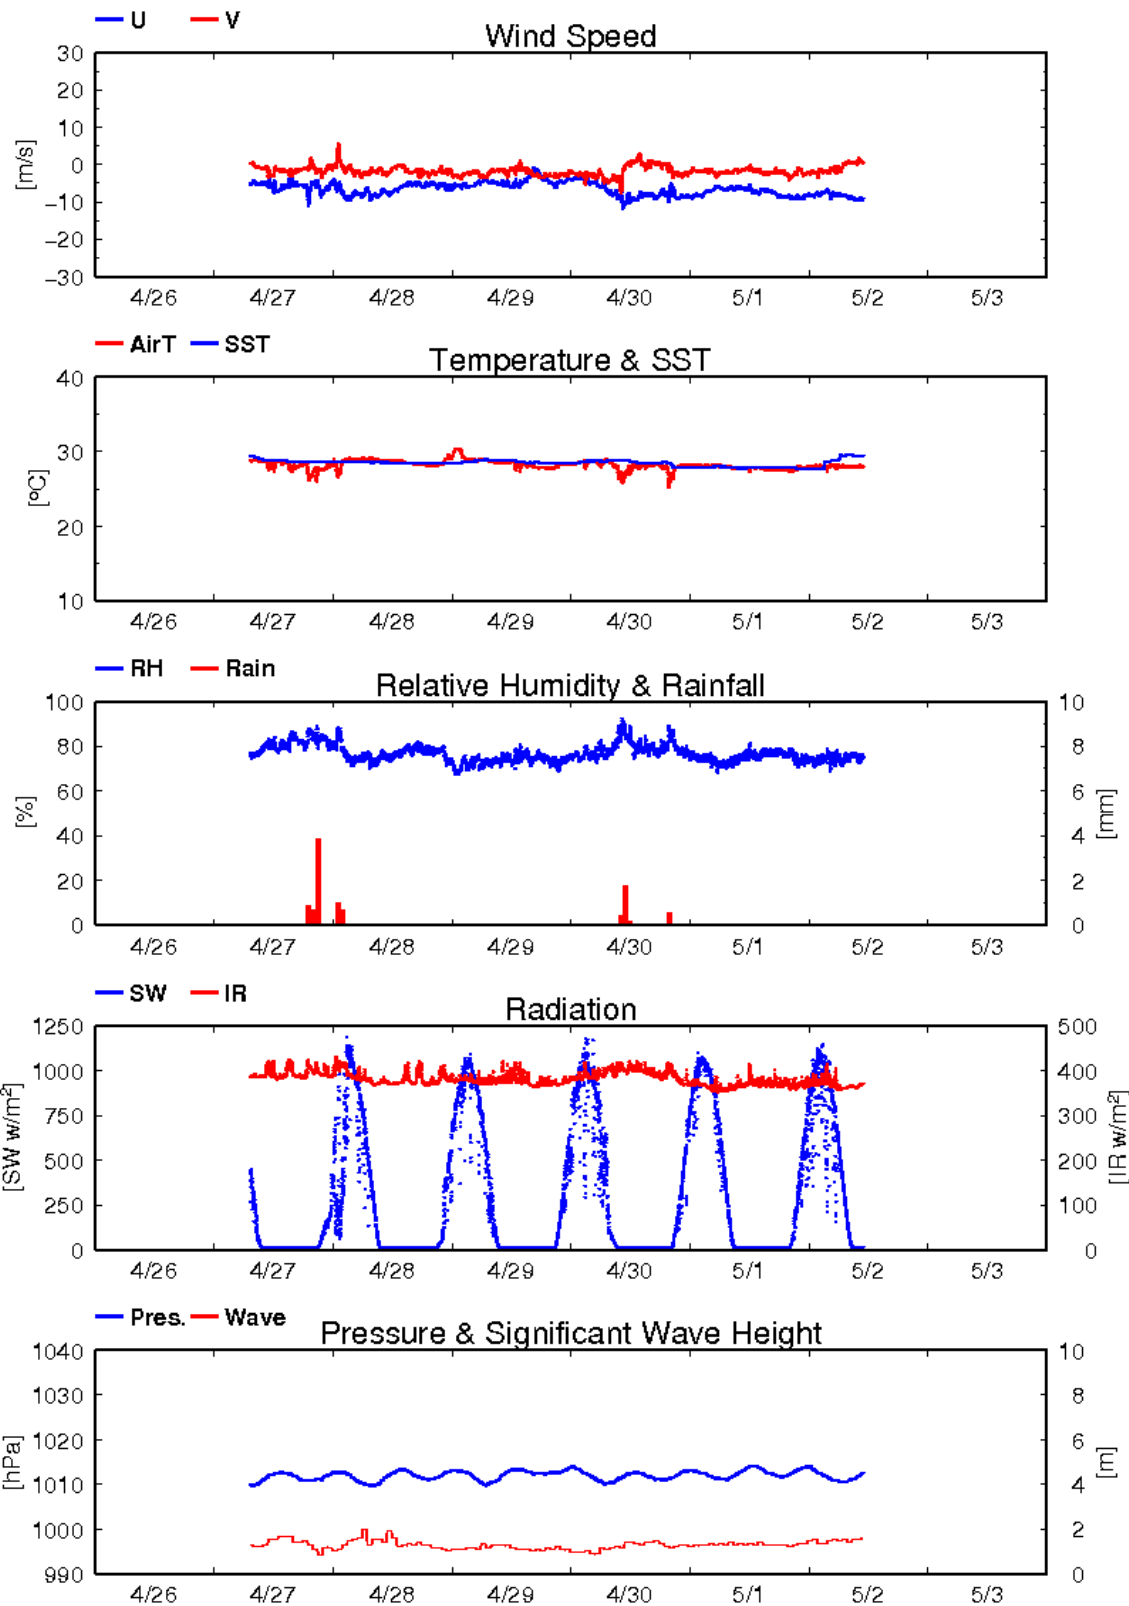 U V
Wind Speed
30
20
10
0
−10
−20
−30
[m/s]
4/26 4/27 4/28 4/29 4/30 5/1 5/2 5/3
AirT SST
Temperature & SST
40
30
20
10
[ºC]
4/26 4/27 4/28 4/29 4/30 5/1 5/2 5/3
RH Rain
Relative Humidity & Rainfall
100 10
80 8
60 6
40 4
20 2
0 0
[%] [mm]
4/26 4/27 4/28 4/29 4/30 5/1 5/2 5/3
SW IR
Radiation
1250 500
1000 400
750 300
500 200
250 100
0 0
[SW w/m²] [IR w/m²]
4/26 4/27 4/28 4/29 4/30 5/1 5/2 5/3
Pres. Wave
Pressure & Significant Wave Height
1040 10
1030 8
1020 6
1010 4
1000 2
990 0
[hPa] [m]
4/26 4/27 4/28 4/29 4/30 5/1 5/2 5/3